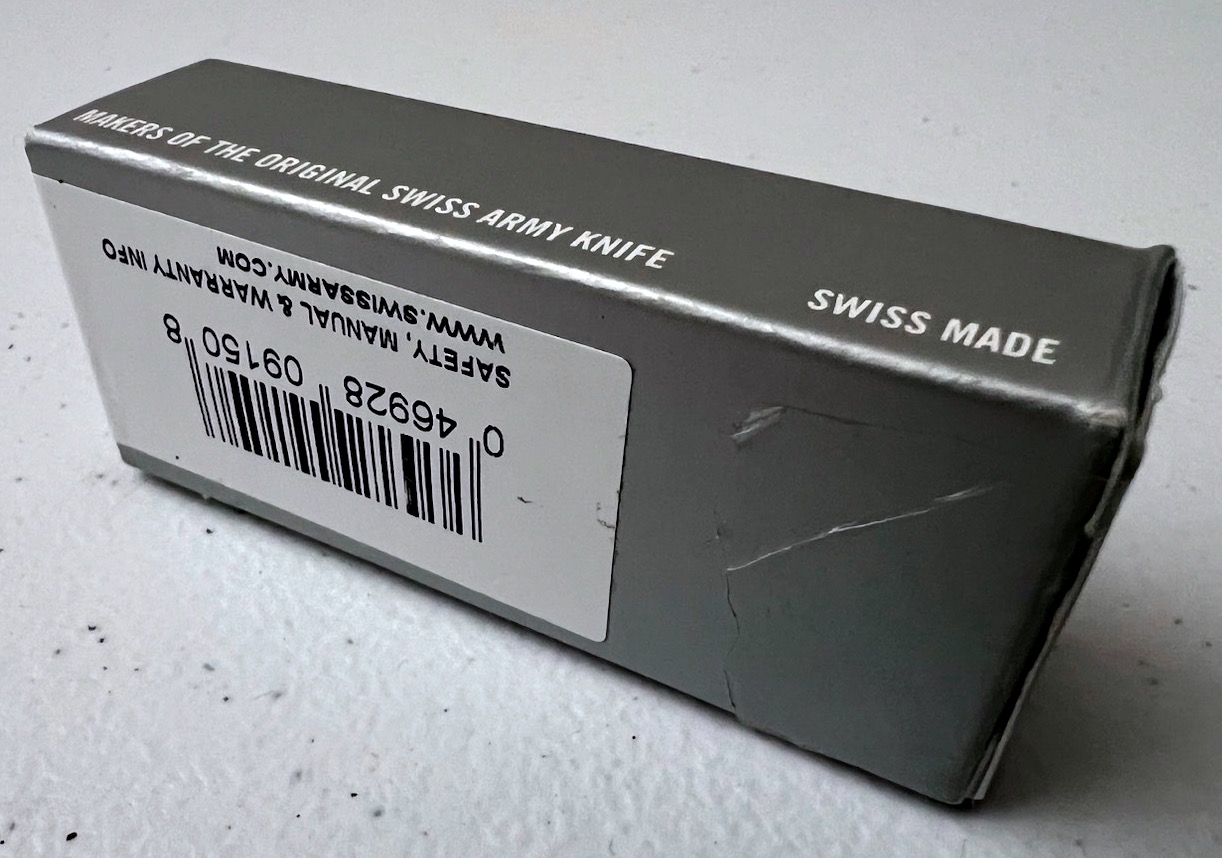 MAKERS OF THE ORIGINAL SWISS ARMY KNIFE
SWISS MADE
0 46928 09150 8
SAFETY, MANUAL & WARRANTY INFO
WWW.SWISSARMY.COM